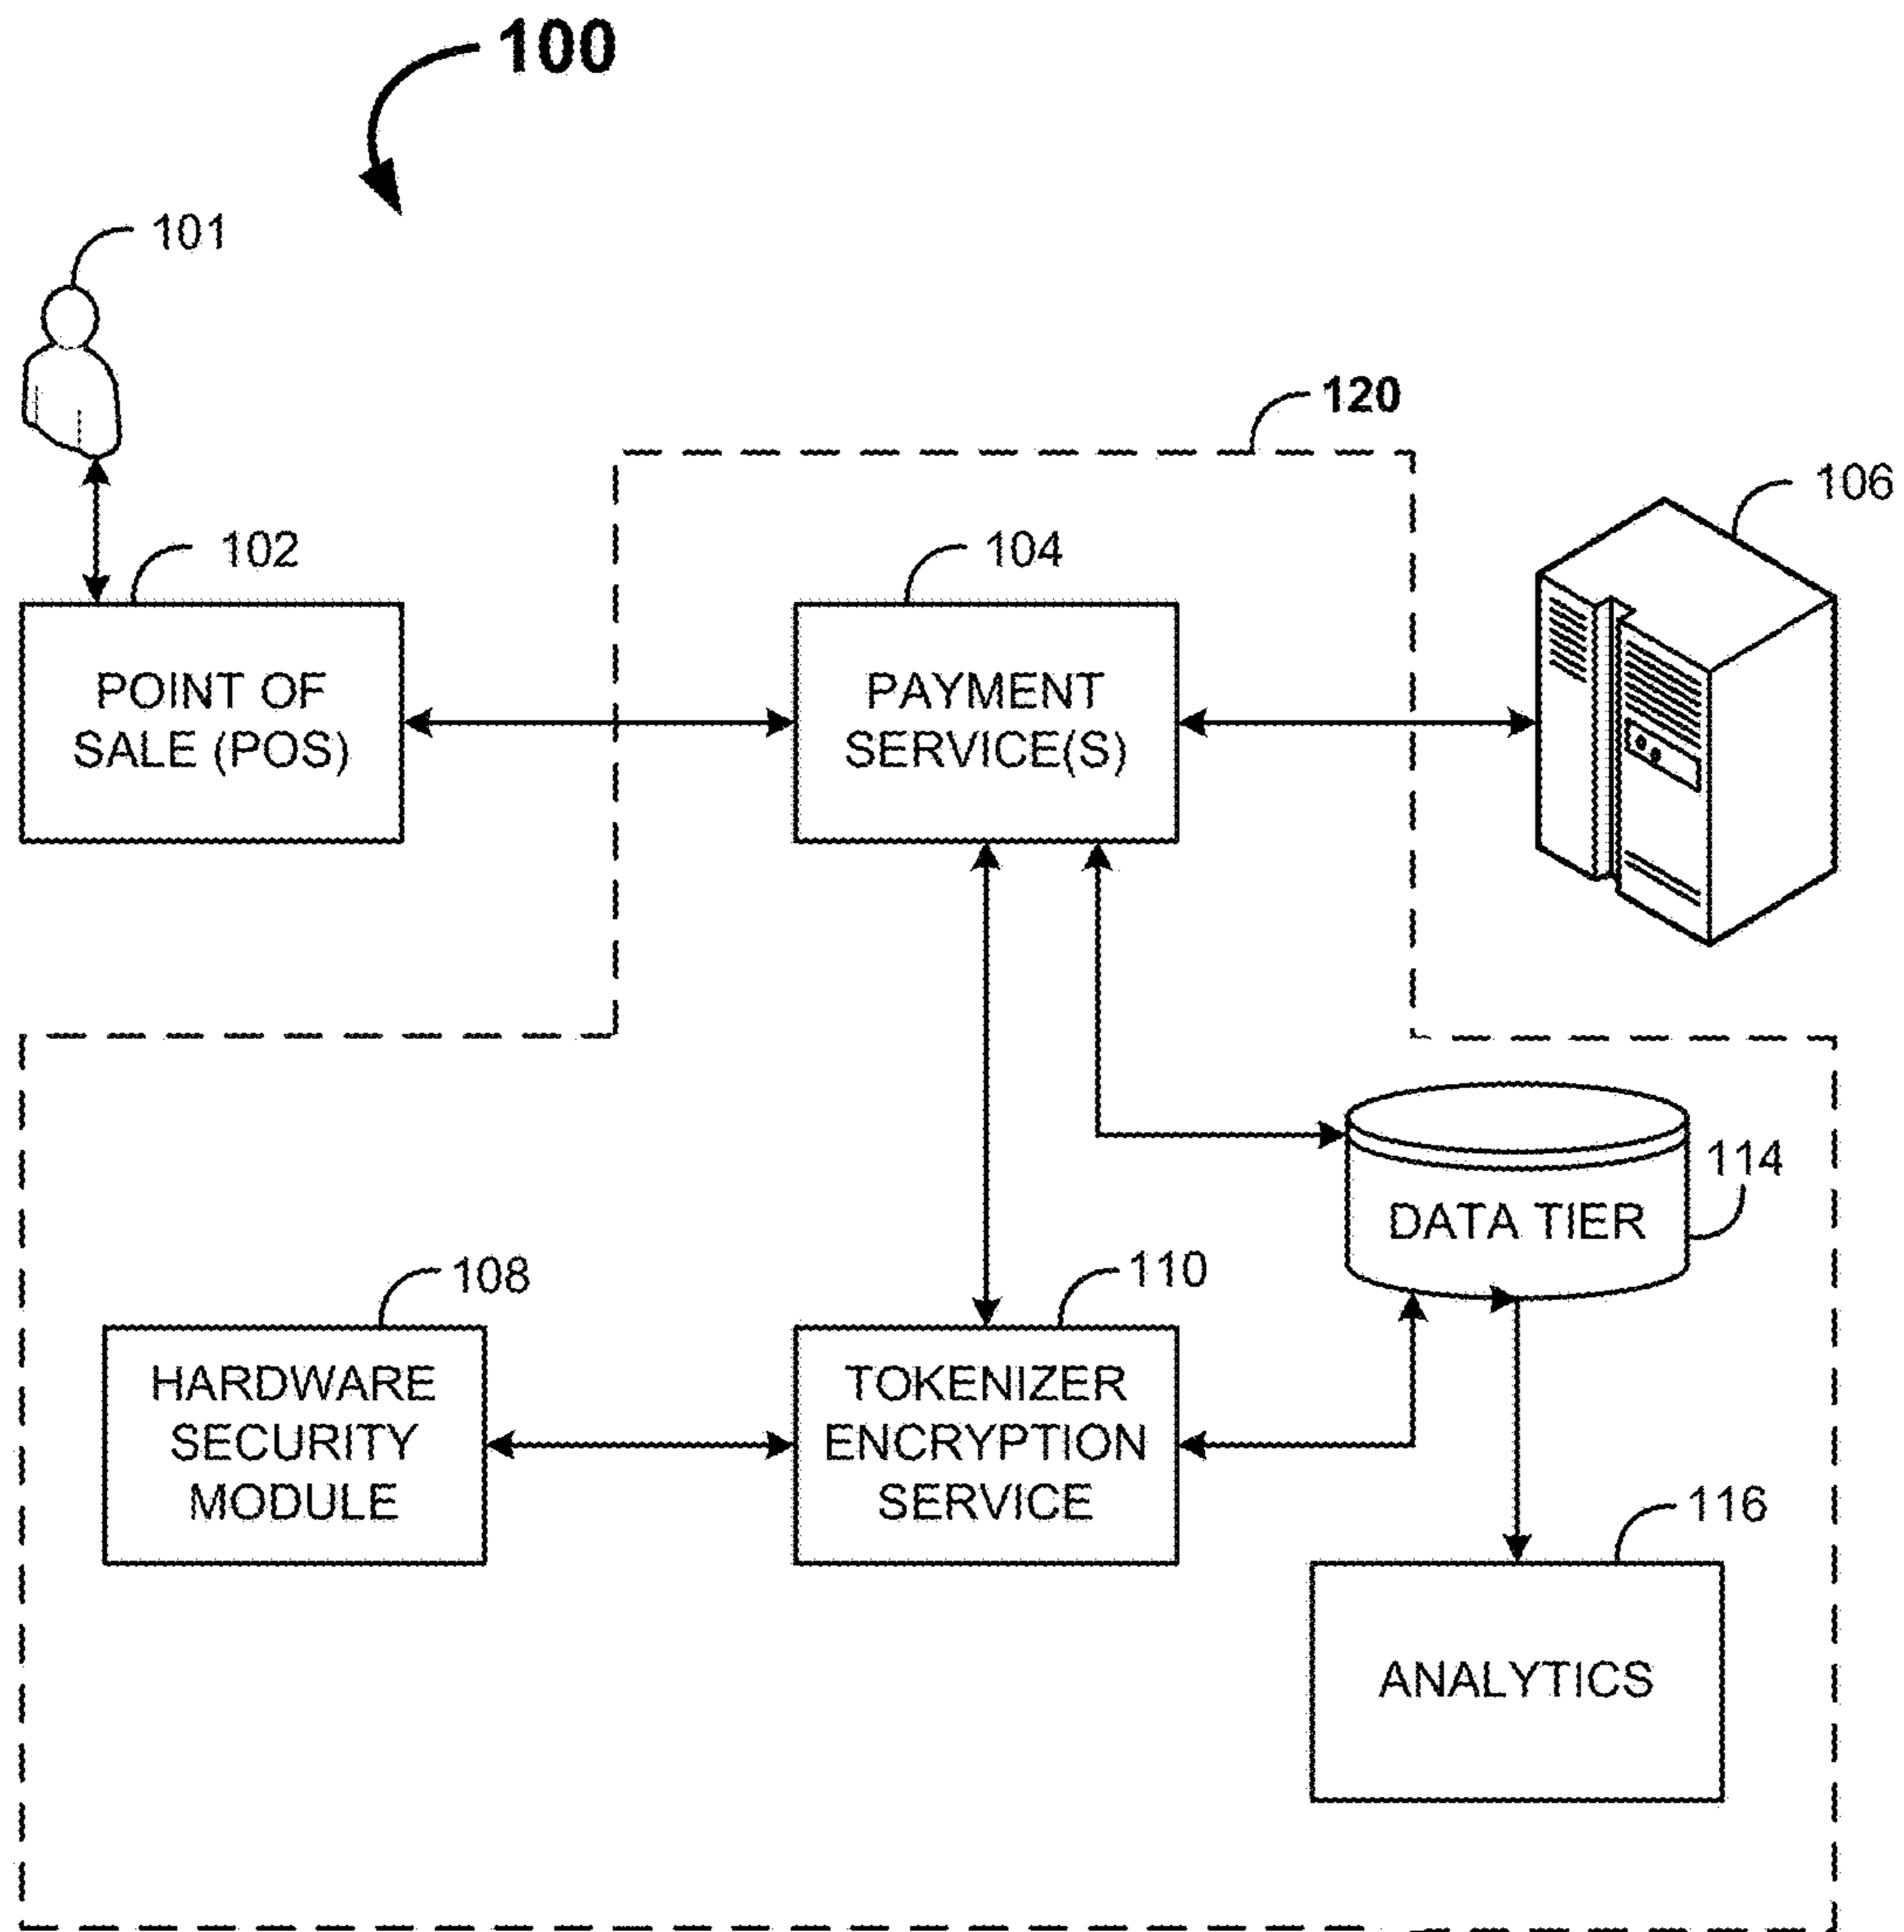 100
101
120
106
102
104
POINT OF
SALE (POS)
PAYMENT
SERVICE(S)
114
DATA TIER
108
110
HARDWARE
SECURITY
MODULE
TOKENIZER
ENCRYPTION
SERVICE
116
ANALYTICS